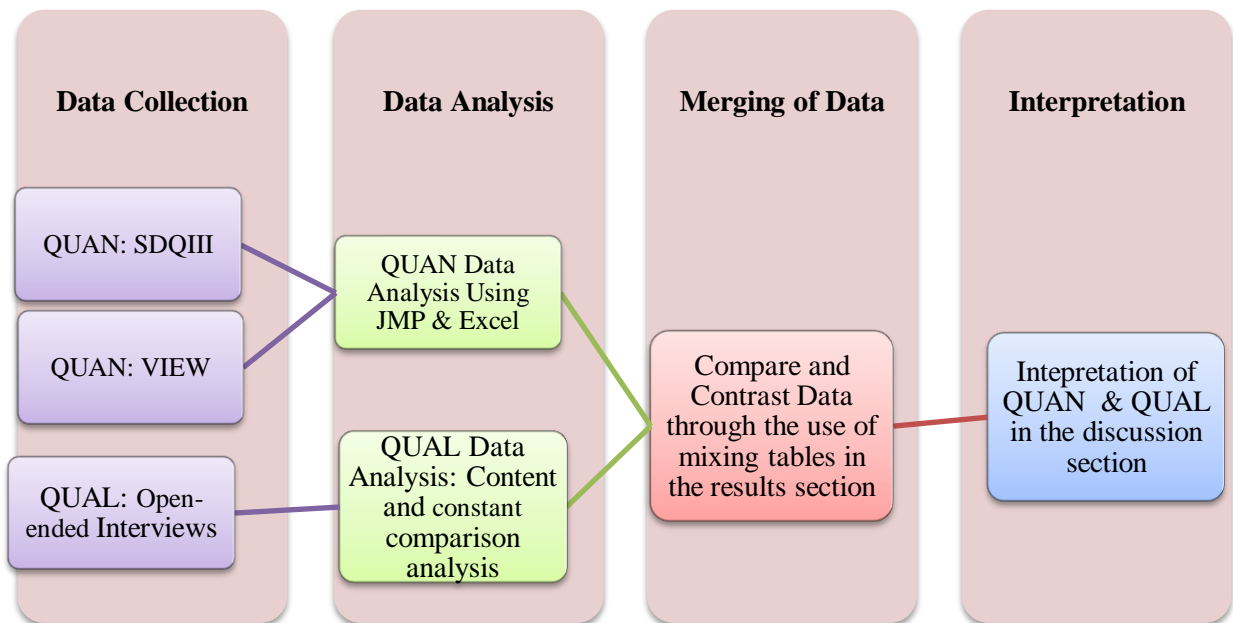 Data Collection
Data Analysis
Merging of Data
Interpretation
QUAN: SDQIII
QUAN: VIEW
QUAL: Open-
ended Interviews
QUAN Data
Analysis Using
JMP & Excel
QUAL Data
Analysis: Content
and constant
comparison
analysis
Compare and
Contrast Data
through the use of
mixing tables in
the results section
Intepretation of
QUAN & QUAL
in the discussion
section